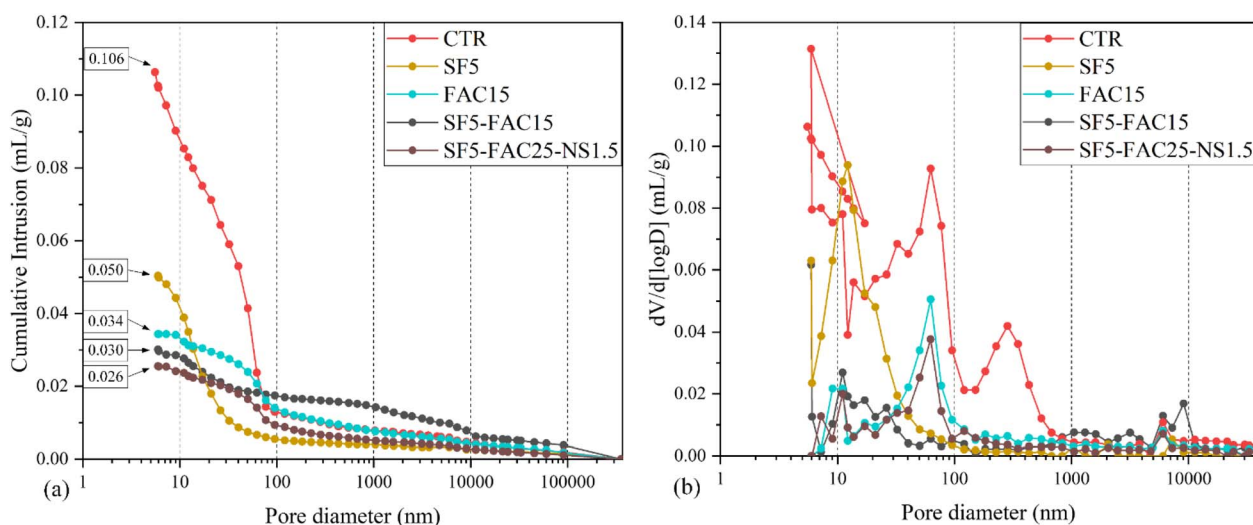 0.12
0.10
0.08
0.06
0.04
0.02
0.00
Cumulative Intrusion (mL/g)
0.106
0.050
0.034
0.030
0.026
CTR
SF5
FAC15
SF5-FAC15
SF5-FAC25-NS1.5
1 10 100 1000 10000 100000
(a)
Pore diameter (nm)
0.14
0.12
0.10
0.08
0.06
0.04
0.02
0.00
dV/d[logD] (mL/g)
CTR
SF5
FAC15
SF5-FAC15
SF5-FAC25-NS1.5
1 10 100 1000 10000
(b)
Pore diameter (nm)